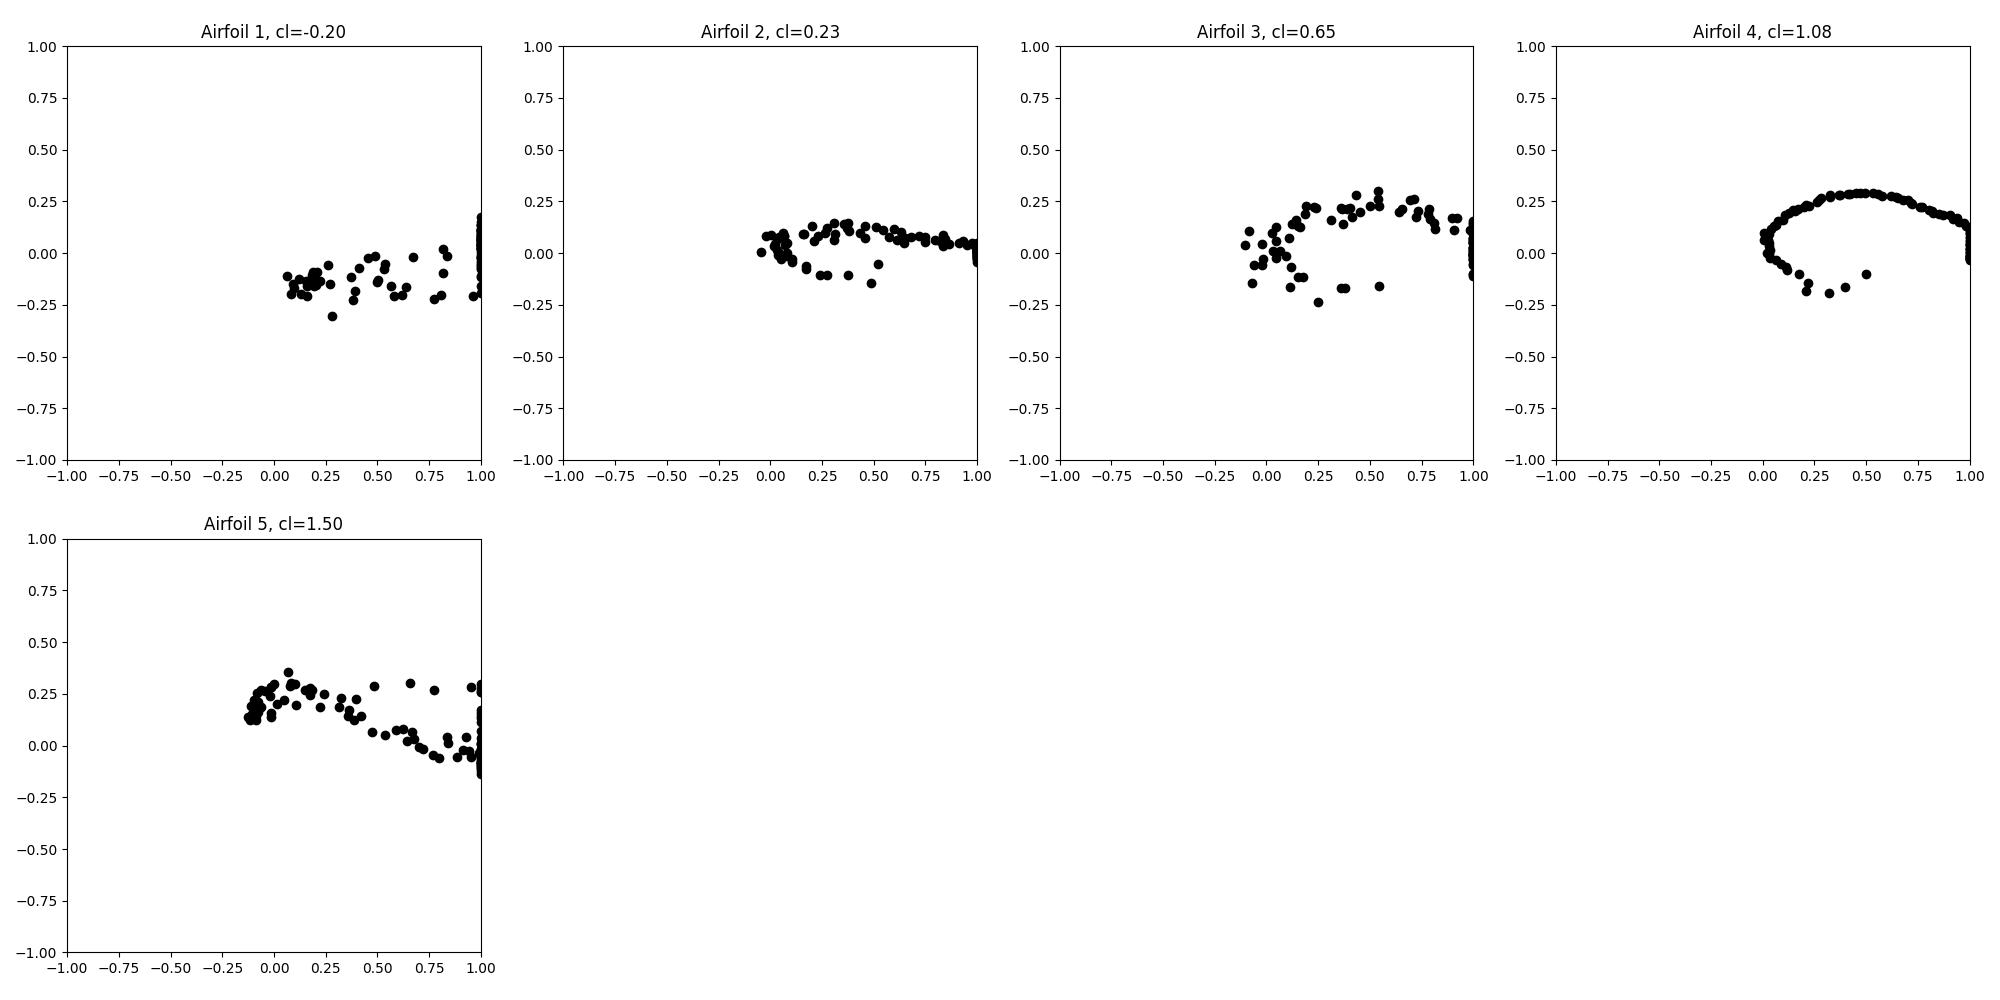 Airfoil 1, cl=-0.20
Airfoil 2, cl=0.23
Airfoil 3, cl=0.65
Airfoil 4, cl=1.08
1.00 1.00 1.00 1.00
0.75 0.75 0.75 0.75
0.50 0.50 0.50 0.50
0.25 0.25 0.25 0.25
0.00 0.00 0.00 0.00
−0.25 −0.25 −0.25 −0.25
−0.50 −0.50 −0.50 −0.50
−0.75 −0.75 −0.75 −0.75
−1.00 −1.00 −1.00 −1.00
−1.00 −0.75 −0.50 −0.25 0.00 0.25 0.50 0.75 1.00
−1.00 −0.75 −0.50 −0.25 0.00 0.25 0.50 0.75 1.00
−1.00 −0.75 −0.50 −0.25 0.00 0.25 0.50 0.75 1.00
−1.00 −0.75 −0.50 −0.25 0.00 0.25 0.50 0.75 1.00
Airfoil 5, cl=1.50
1.00
0.75
0.50
0.25
0.00
−0.25
−0.50
−0.75
−1.00
−1.00 −0.75 −0.50 −0.25 0.00 0.25 0.50 0.75 1.00